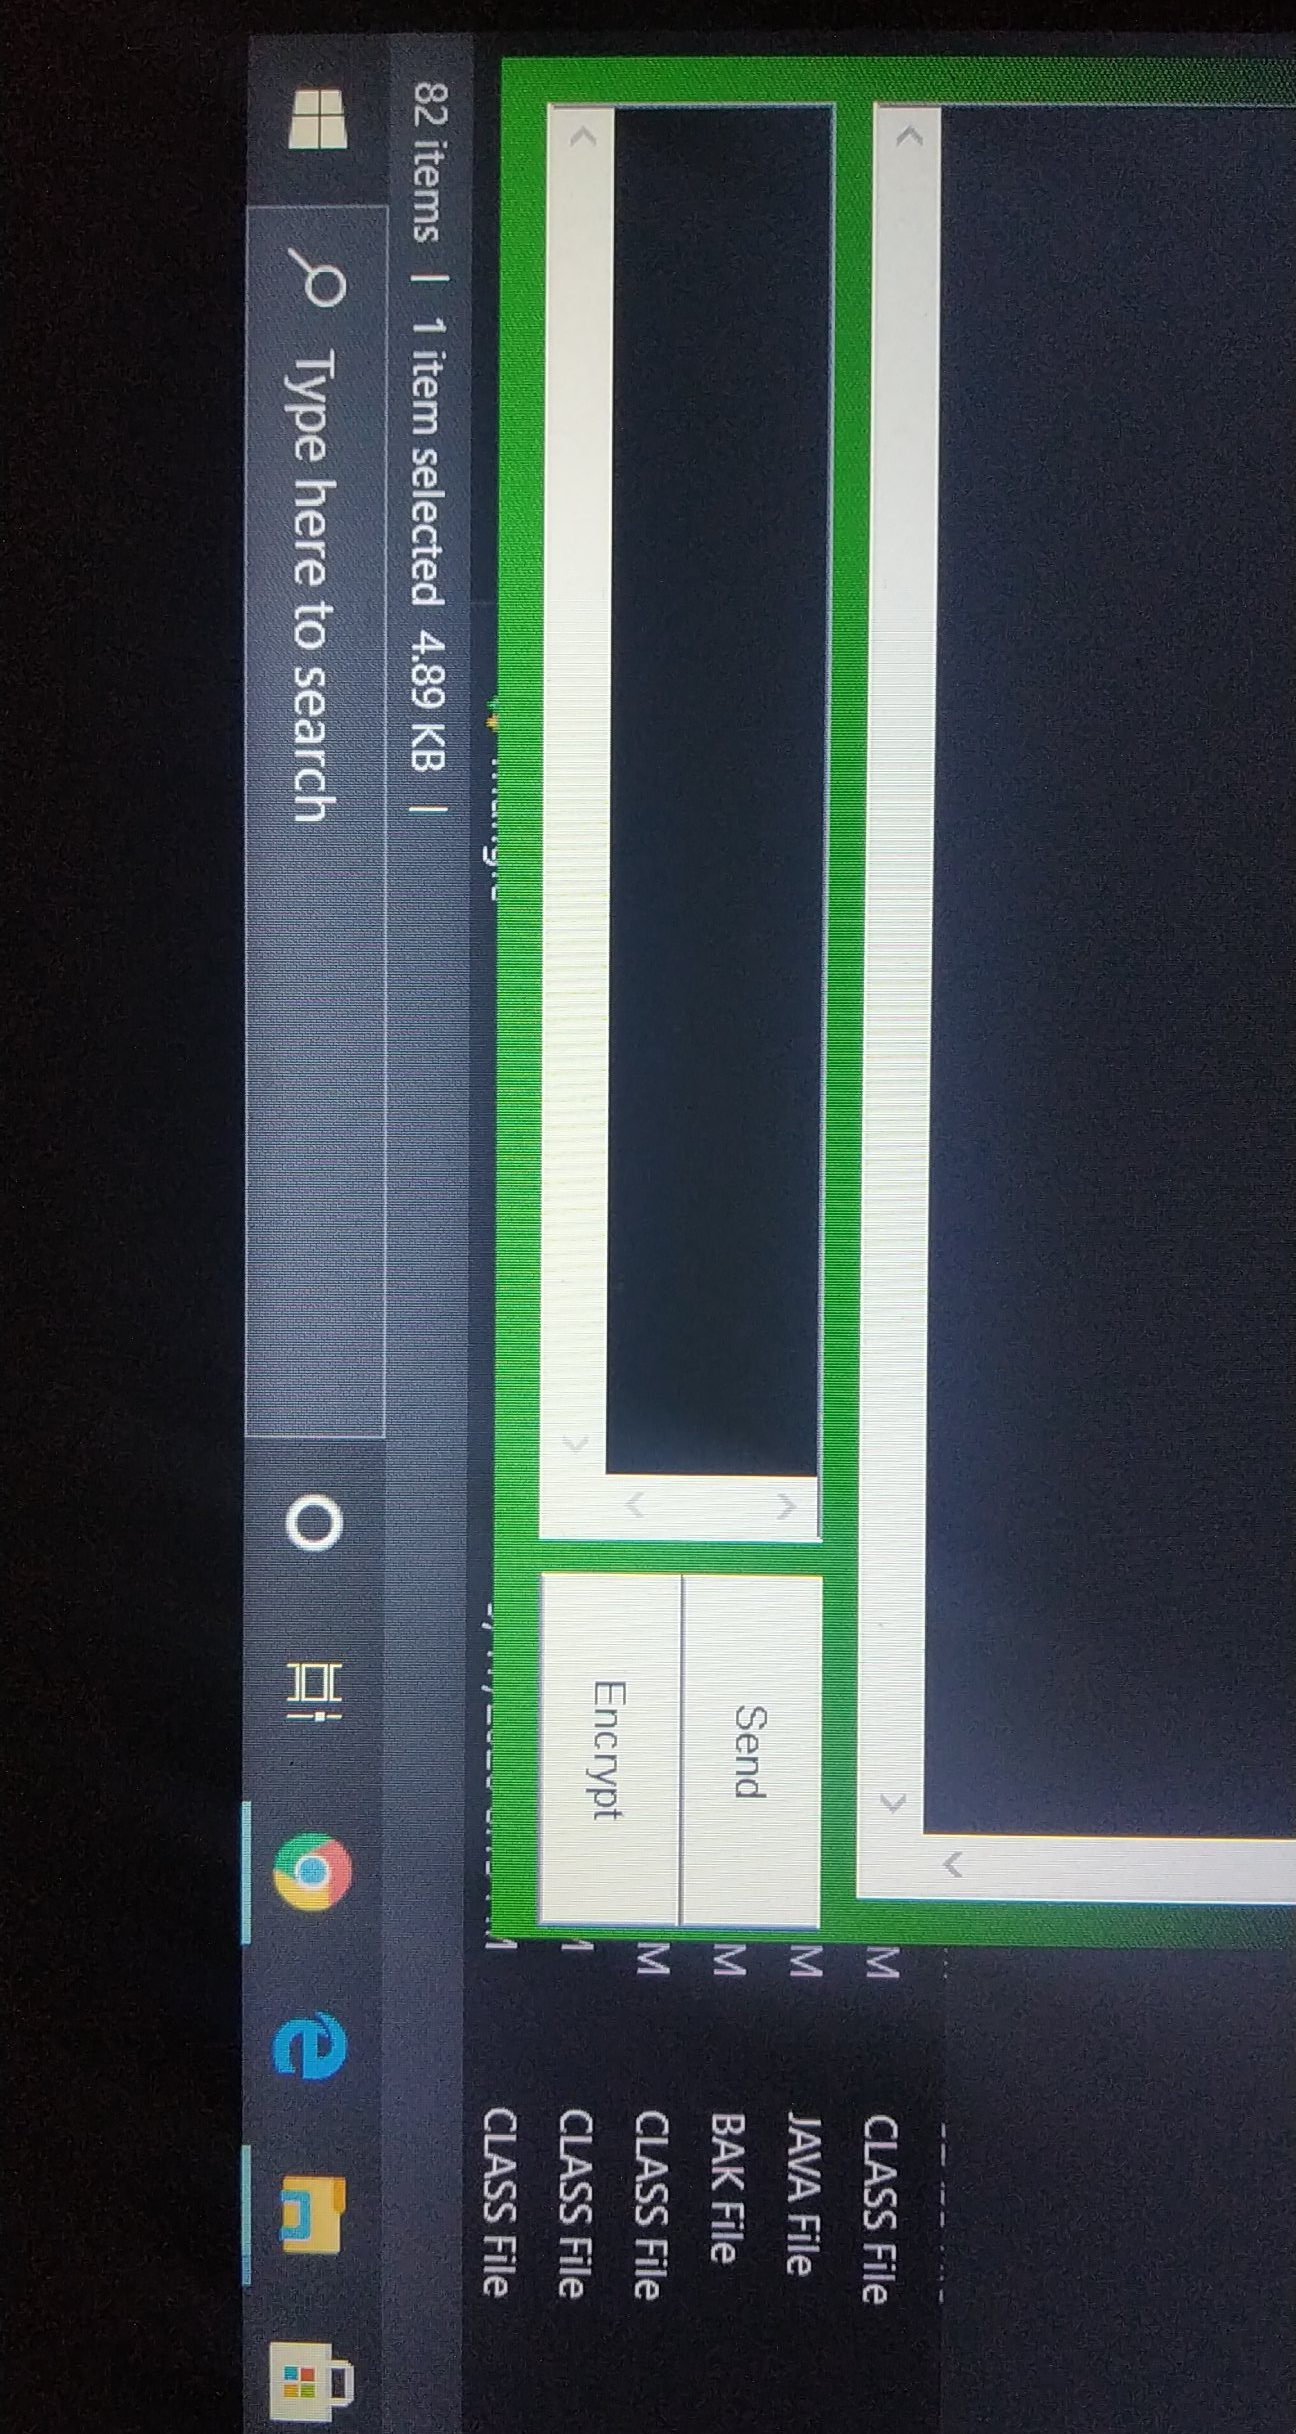 CLASS File
JAVA File
Send
BAK File
Encrypt
CLASS File
CLASS File
CLASS File
82 items | 1 item selected 4.89 KB |
Type here to search